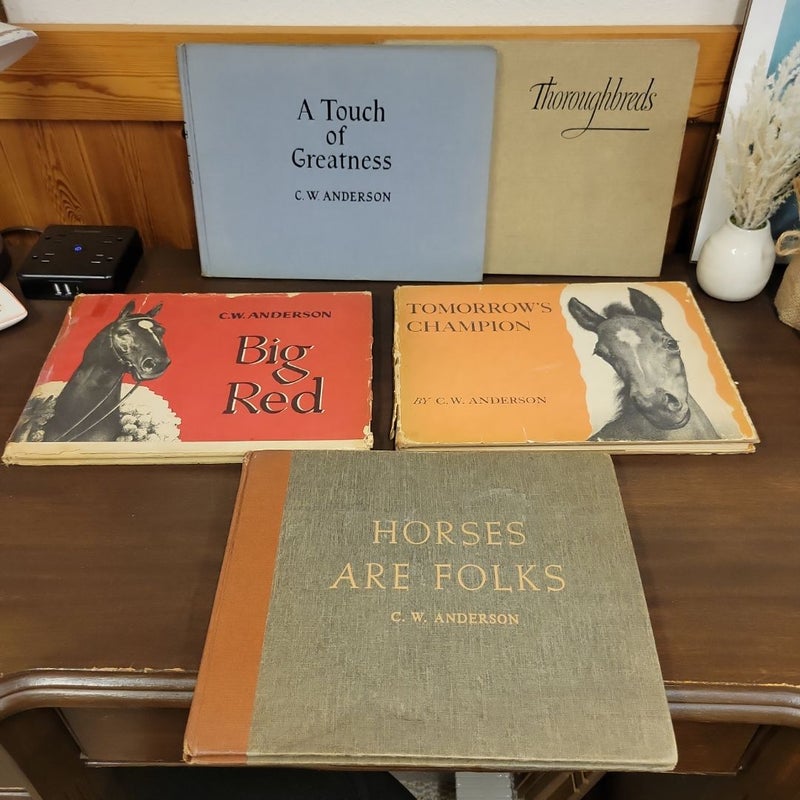 A Touch
of
Greatness
C. W. ANDERSON
Thoroughbreds
C.W. ANDERSON
Big
Red
TOMORROW'S
CHAMPION
BY C. W. ANDERSON
HORSES
ARE FOLKS
C. W. ANDERSON